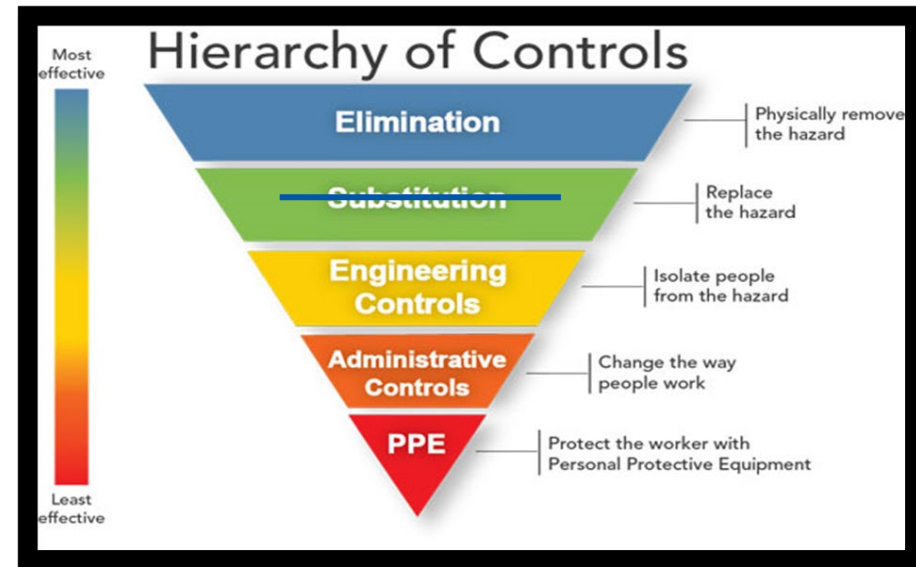 Hierarchy of Controls
Most
effective
Elimination
Physically remove
the hazard
Substitution
Replace
the hazard
Engineering
Controls
Isolate people
from the hazard
Administrative
Controls
Change the way
people work
PPE
Protect the worker with
Personal Protective Equipment
Least
effective